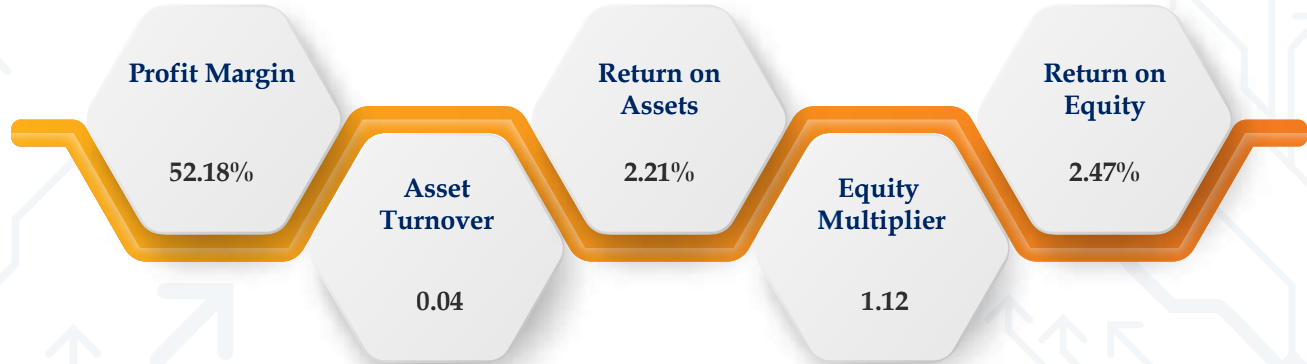 Profit Margin
52.18%
Asset
Turnover
0.04
Return on
Assets
2.21%
Equity
Multiplier
1.12
Return on
Equity
2.47%